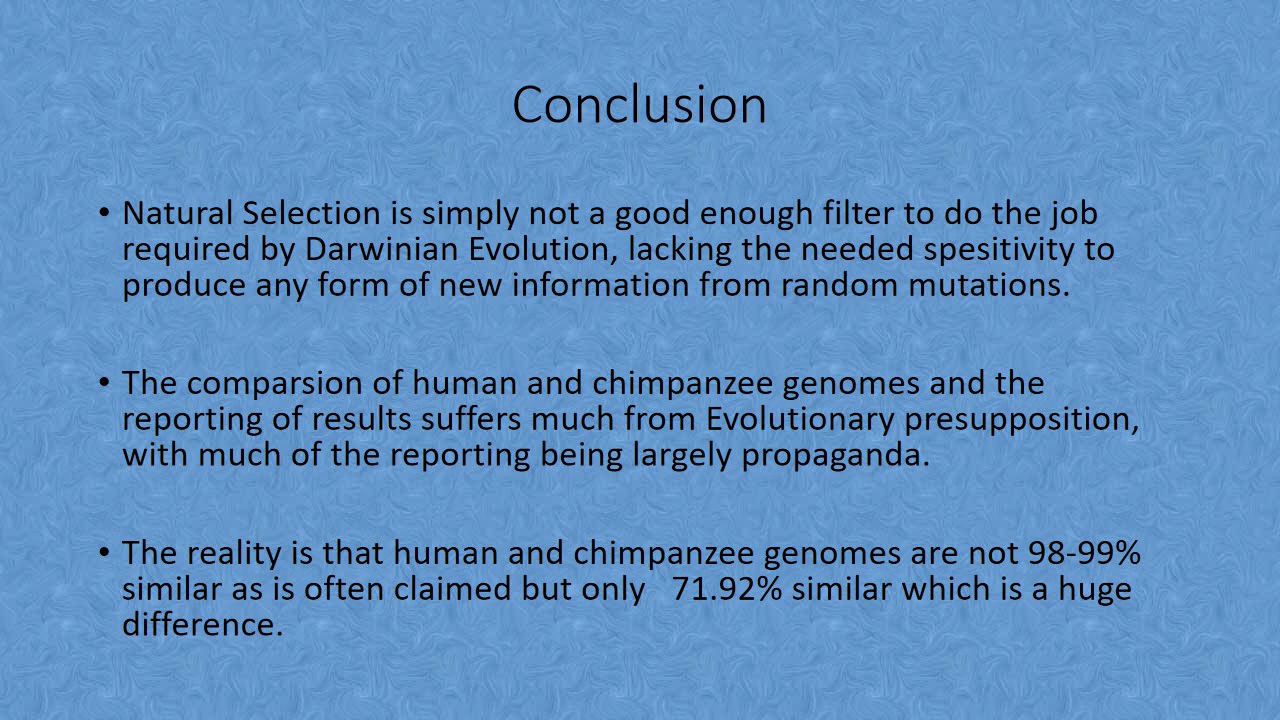 Conclusion
• Natural Selection is simply not a good enough filter to do the job
required by Darwinian Evolution, lacking the needed spesitivity to
produce any form of new information from random mutations.
• The comparsion of human and chimpanzee genomes and the
reporting of results suffers much from Evolutionary presupposition,
with much of the reporting being largely propaganda.
• The reality is that human and chimpanzee genomes are not 98-99%
similar as is often claimed but only   71.92% similar which is a huge
difference.